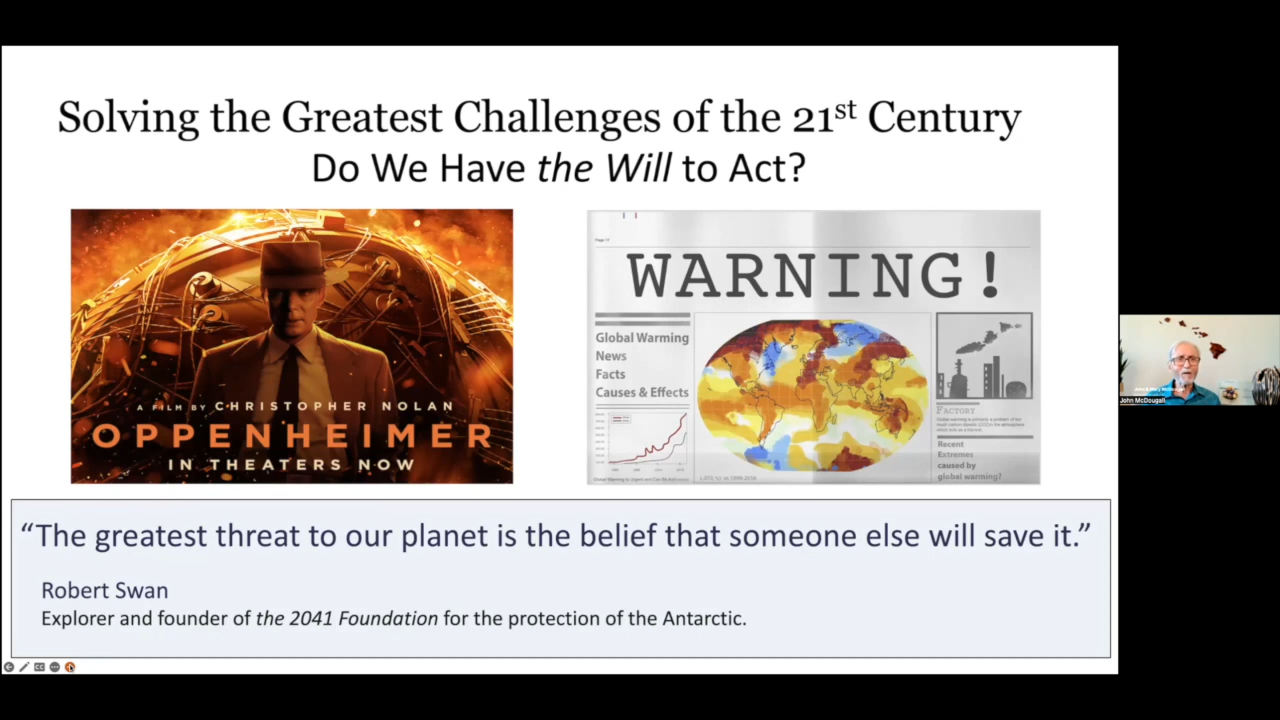 Solving the Greatest Challenges of the 21st Century
Do We Have the Will to Act?
A FILM BY CHRISTOPHER NOLAN
OPPENHEIMER
IN THEATERS NOW
Page 17
WARNING!
Global Warming
News
Facts
Causes & Effects
FACTORY
Recent
Extremes
caused by
global warming?
“The greatest threat to our planet is the belief that someone else will save it.”
Robert Swan
Explorer and founder of the 2041 Foundation for the protection of the Antarctic.
John McDougall